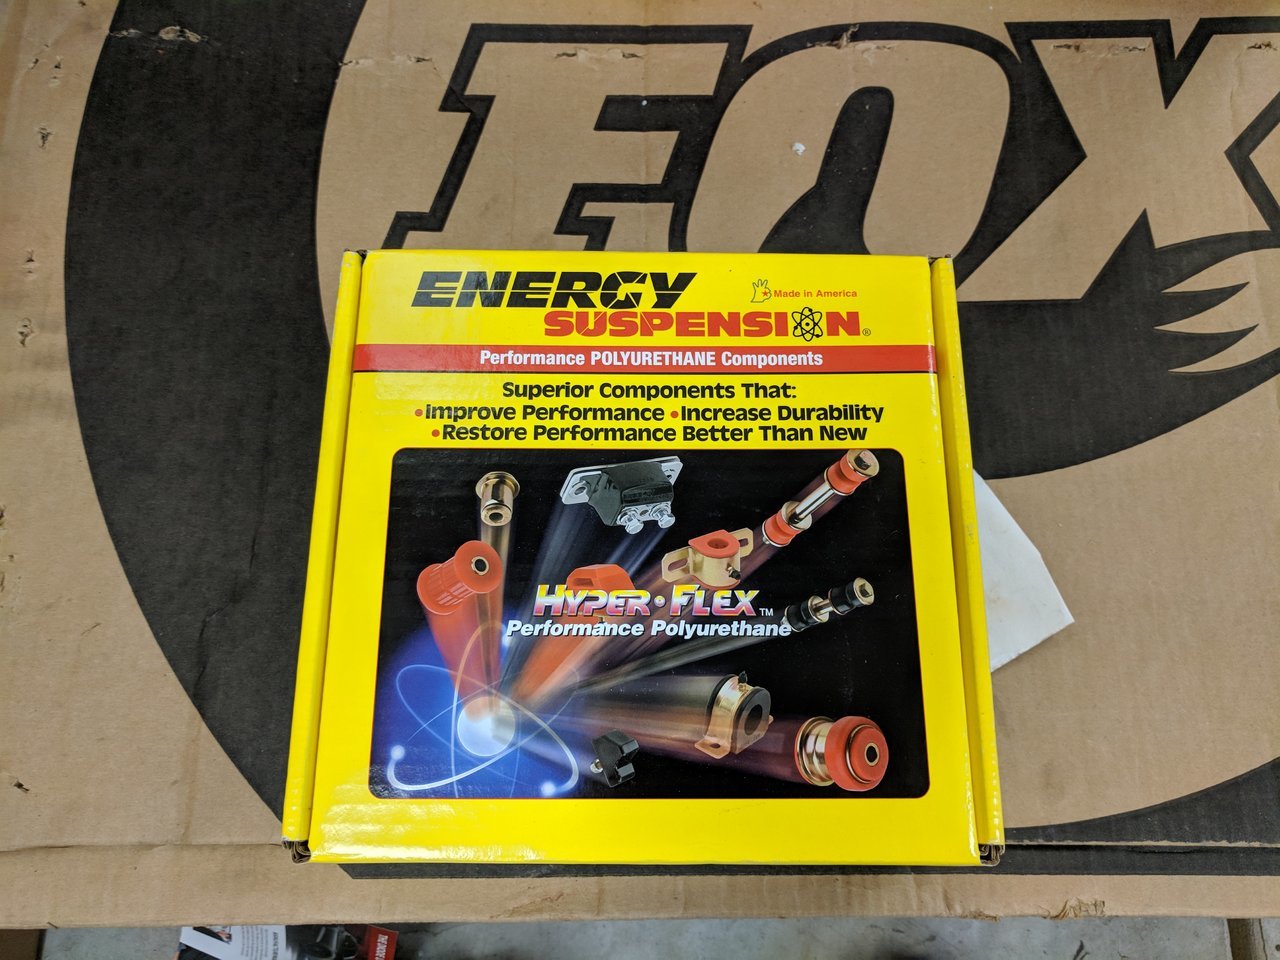 FOX
ENERGY
Made in America
SUSPENSION®
Performance POLYURETHANE Components
Superior Components That:
•Improve Performance •Increase Durability
•Restore Performance Better Than New
HYPER•FLEX™
Performance Polyurethane